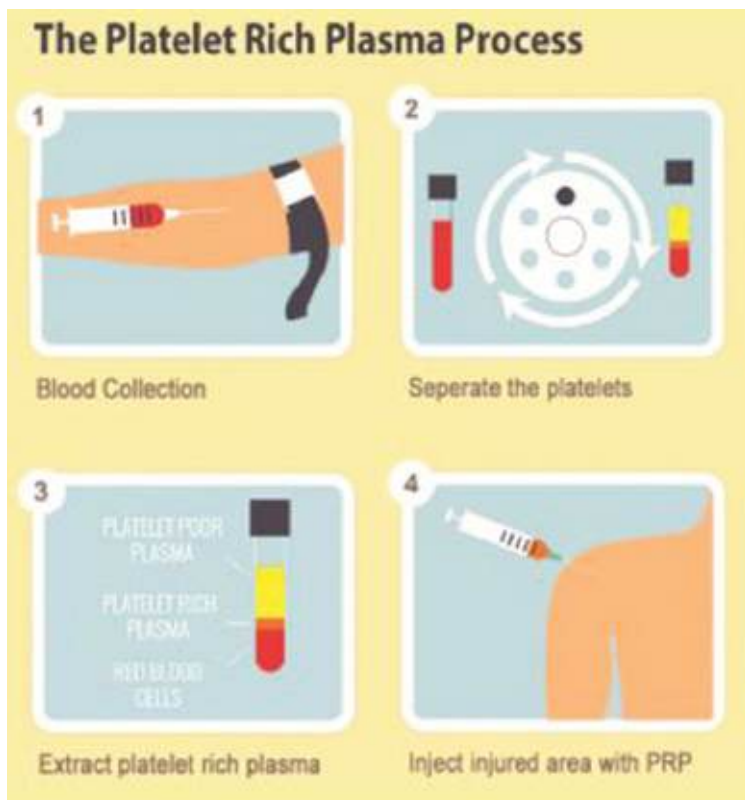 The Platelet Rich Plasma Process
1
Blood Collection
2
Seperate the platelets
3
PLATELET POOR
PLASMA
PLATELET RICH
PLASMA
RED BLOOD
CELLS
Extract platelet rich plasma
4
Inject injured area with PRP